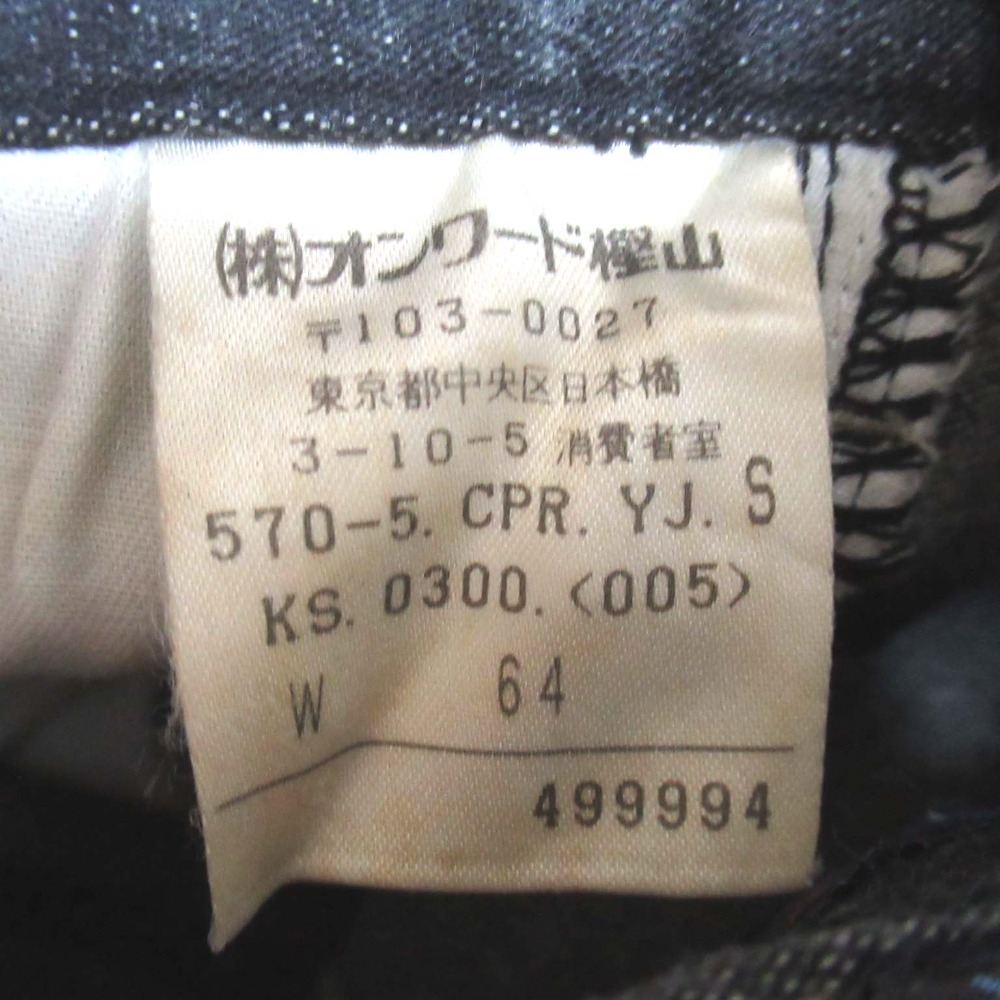 (株)オンワード樫山
〒103-0027
東京都中央区日本橋
3-10-5 消費者室
570-5. CPR. YJ. S
KS. 0300. <005>
W 64
499994